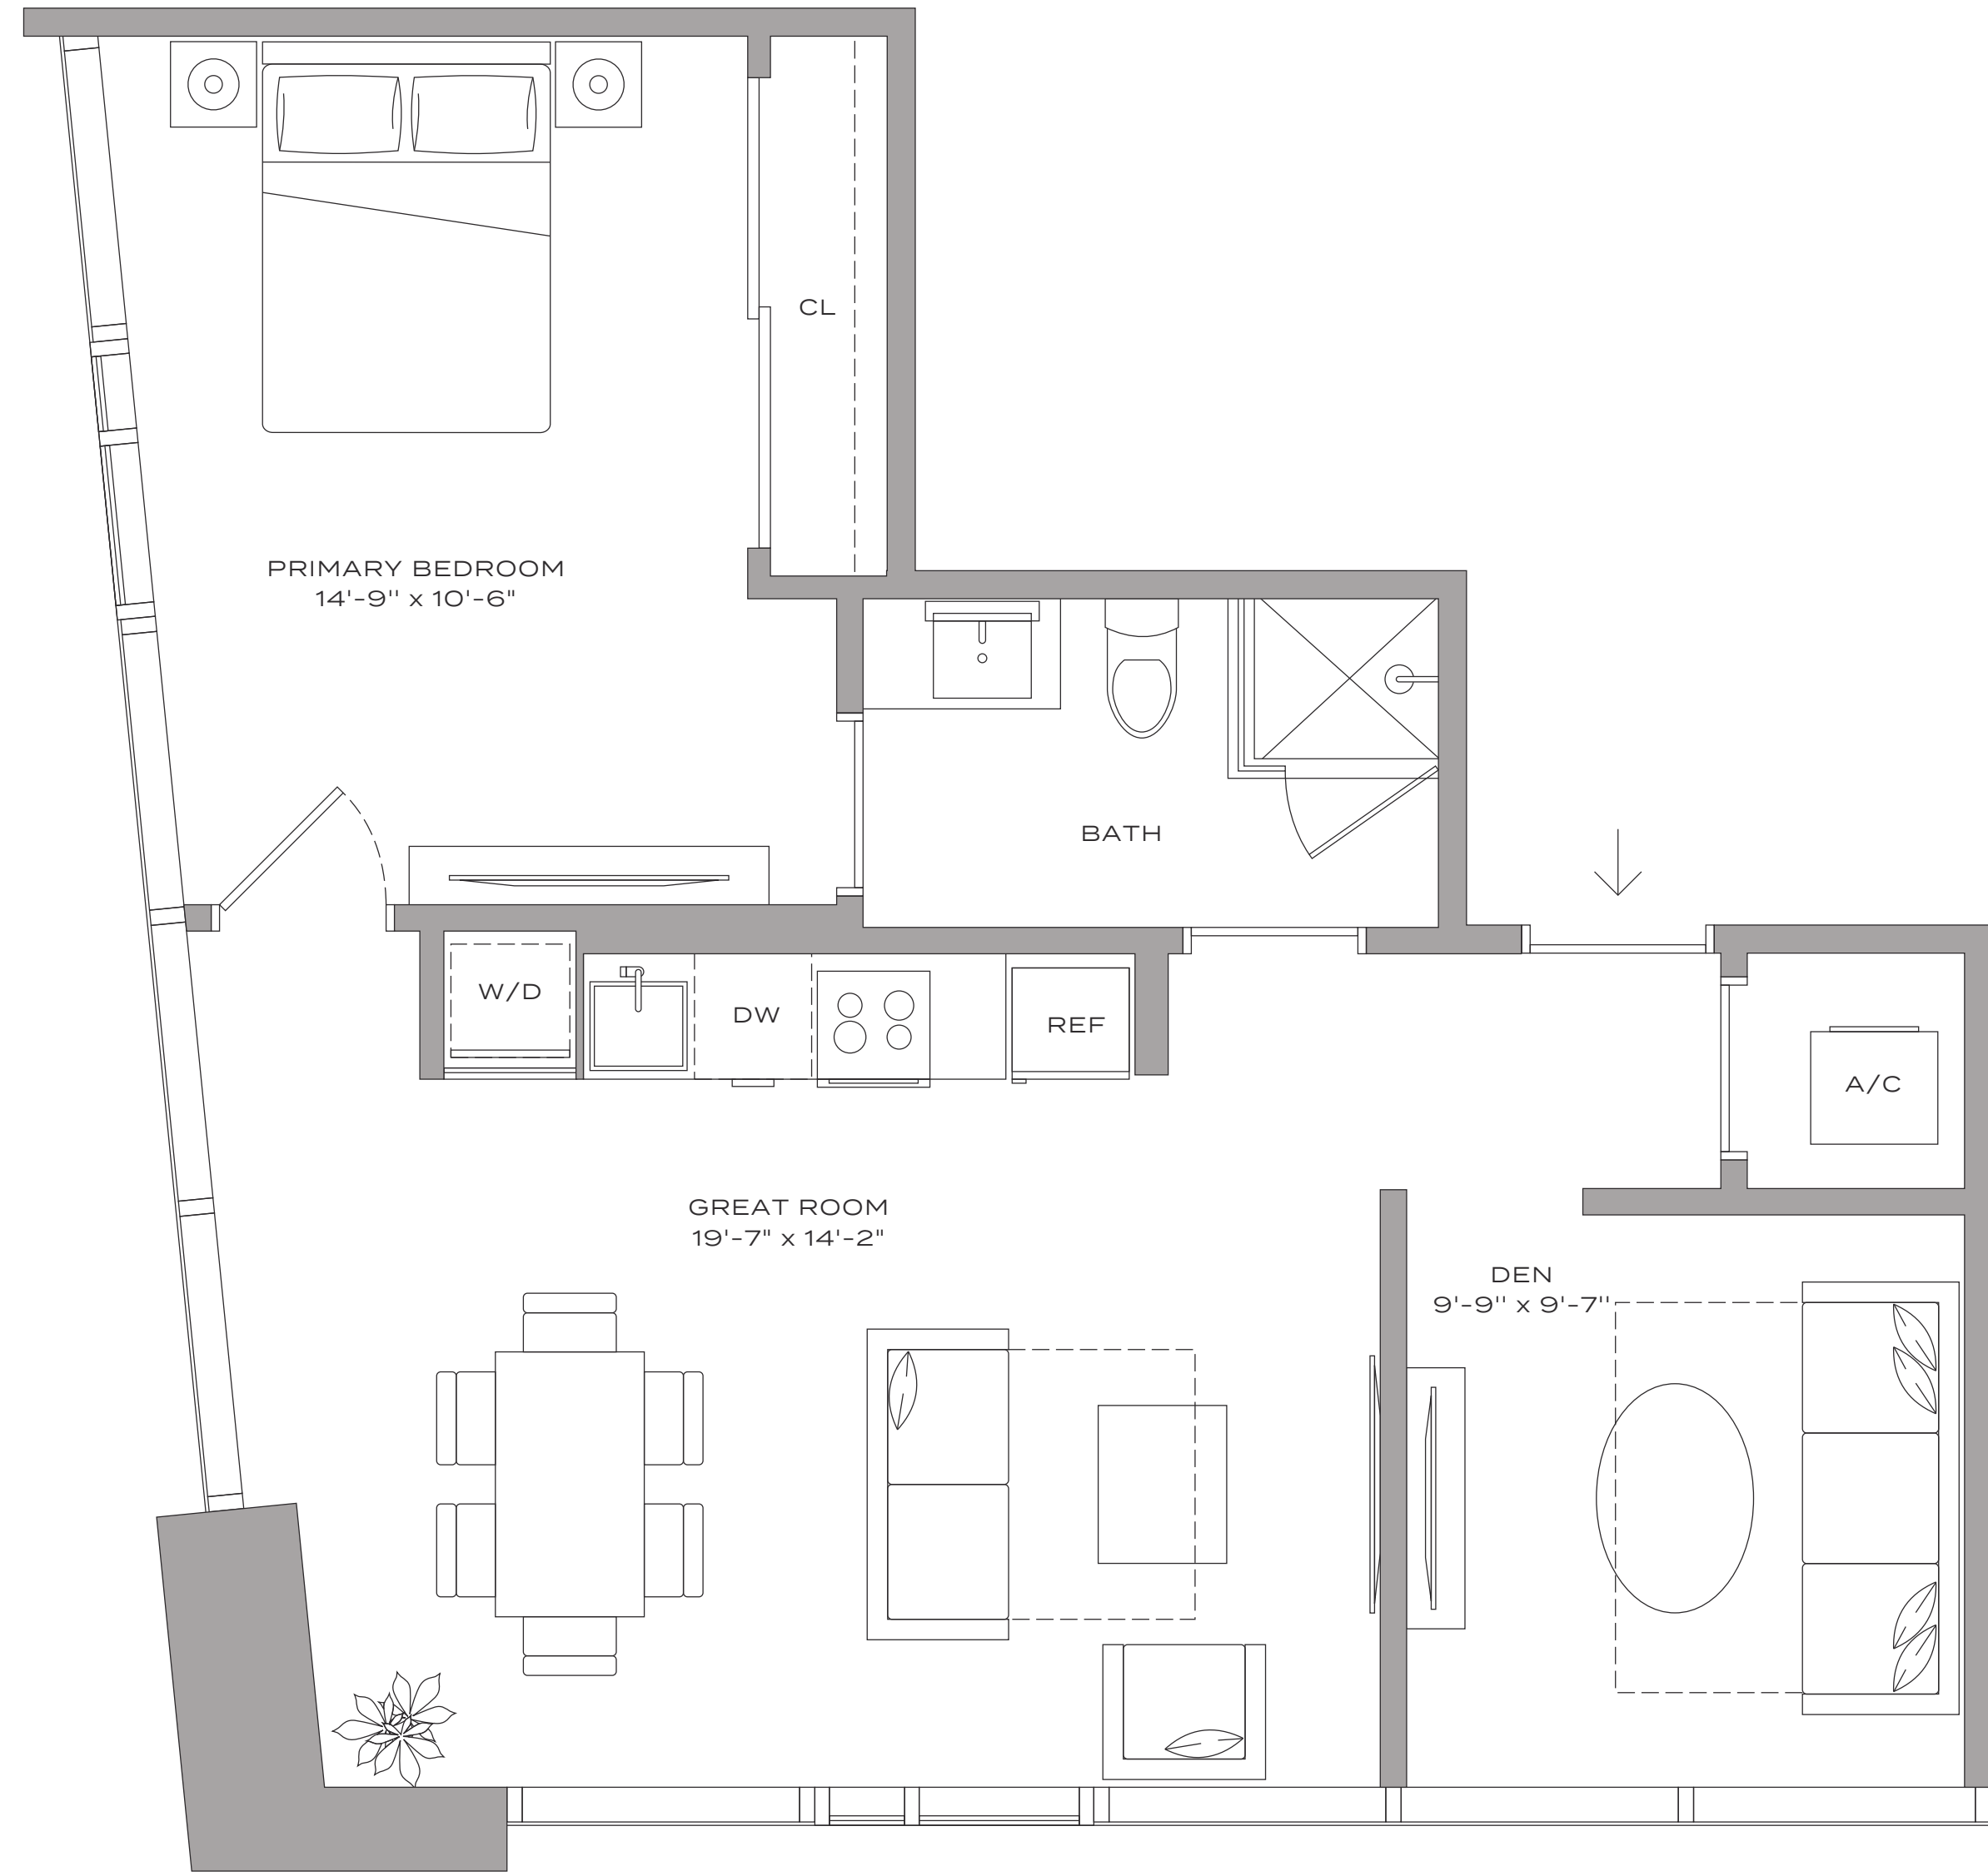 CL
PRIMARY BEDROOM
14'-9'' x 10'-6"
BATH
W/D
DW
REF
A/C
GREAT ROOM
19'-7" x 14'-2"
DEN
9'-9'' x 9'-7''